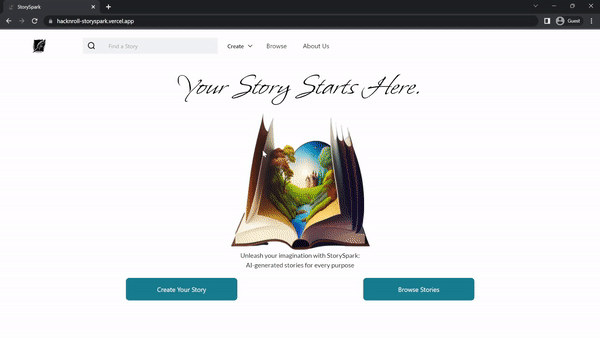 StorySpark
hacknroll-storyspark.vercel.app
Guest
Find a Story
Create
Browse
About Us
Your Story Starts Here.
Unleash your imagination with StorySpark:
AI-generated stories for every purpose
Create Your Story
Browse Stories